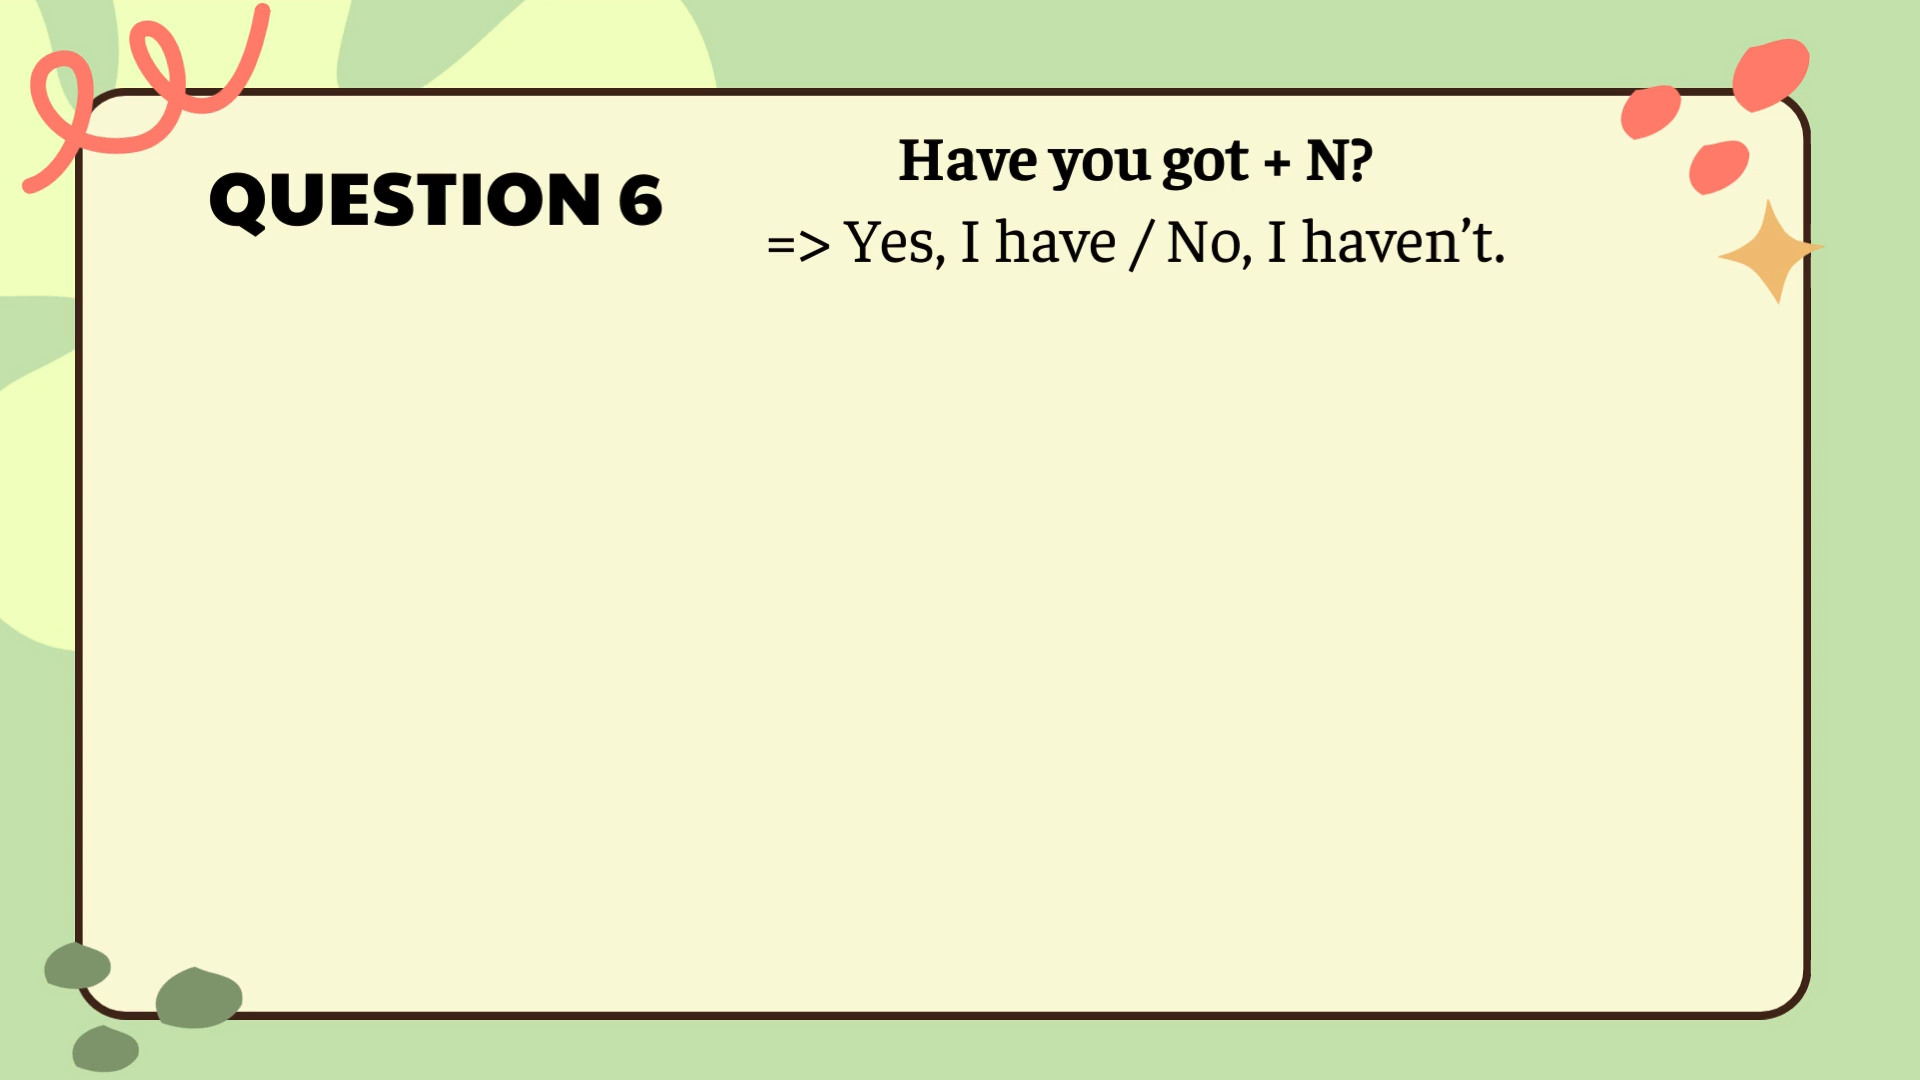 QUESTION 6
Have you got + N?
=> Yes, I have / No, I haven’t.